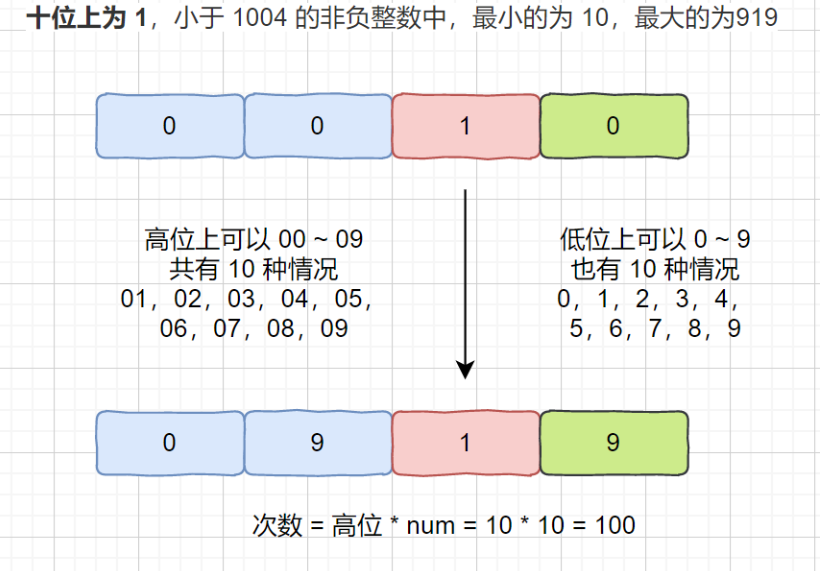 十位上为 1，小于 1004 的非负整数中，最小的为 10，最大的为919
0 0 1 0
高位上可以 00 ~ 09
共有 10 种情况
01，02，03，04，05，
06，07，08，09
低位上可以 0 ~ 9
也有 10 种情况
0，1，2，3，4，
5，6，7，8，9
0 9 1 9
次数 = 高位 * num = 10 * 10 = 100